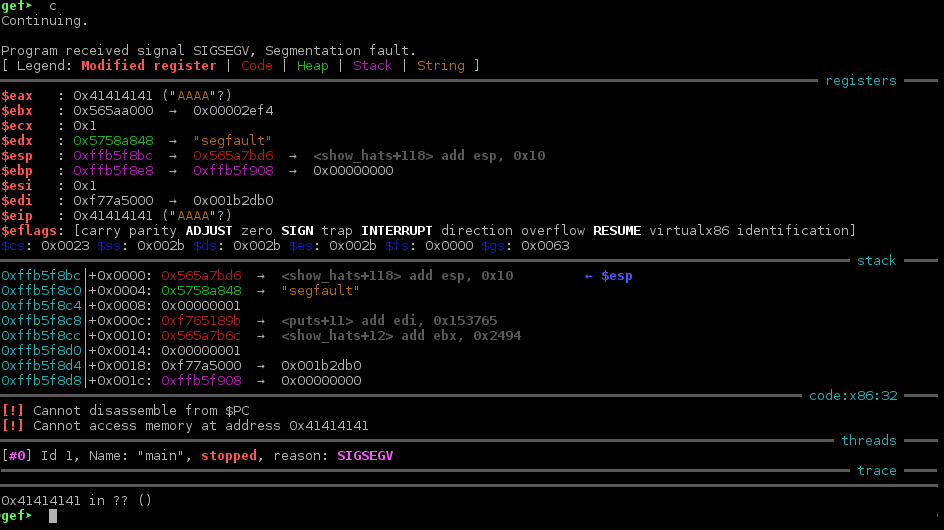 gef➤  c
Continuing.
Program received signal SIGSEGV, Segmentation fault.
[ Legend: Modified register | Code | Heap | Stack | String ]
registers
$eax   : 0x41414141 ("AAAA"?)
$ebx   : 0x565aa000  →  0x00002ef4
$ecx   : 0x1
$edx   : 0x5758a848  →  "segfault"
$esp   : 0xffb5f8bc  →  0x565a7bd6  →  <show_hats+118> add esp, 0x10
$ebp   : 0xffb5f8e8  →  0xffb5f908  →  0x00000000
$esi   : 0x1
$edi   : 0xf77a5000  →  0x001b2db0
$eip   : 0x41414141 ("AAAA"?)
$eflags: [carry parity ADJUST zero SIGN trap INTERRUPT direction overflow RESUME virtualx86 identification]
$cs: 0x0023 $ss: 0x002b $ds: 0x002b $es: 0x002b $fs: 0x0000 $gs: 0x0063
stack
0xffb5f8bc│+0x0000: 0x565a7bd6  →  <show_hats+118> add esp, 0x10	 ← $esp
0xffb5f8c0│+0x0004: 0x5758a848  →  "segfault"
0xffb5f8c4│+0x0008: 0x00000001
0xffb5f8c8│+0x000c: 0xf765189b  →  <puts+11> add edi, 0x153765
0xffb5f8cc│+0x0010: 0x565a7b6c  →  <show_hats+12> add ebx, 0x2494
0xffb5f8d0│+0x0014: 0x00000001
0xffb5f8d4│+0x0018: 0xf77a5000  →  0x001b2db0
0xffb5f8d8│+0x001c: 0xffb5f908  →  0x00000000
code:x86:32
[!] Cannot disassemble from $PC
[!] Cannot access memory at address 0x41414141
threads
[#0] Id 1, Name: "main", stopped, reason: SIGSEGV
trace
0x41414141 in ?? ()
gef➤